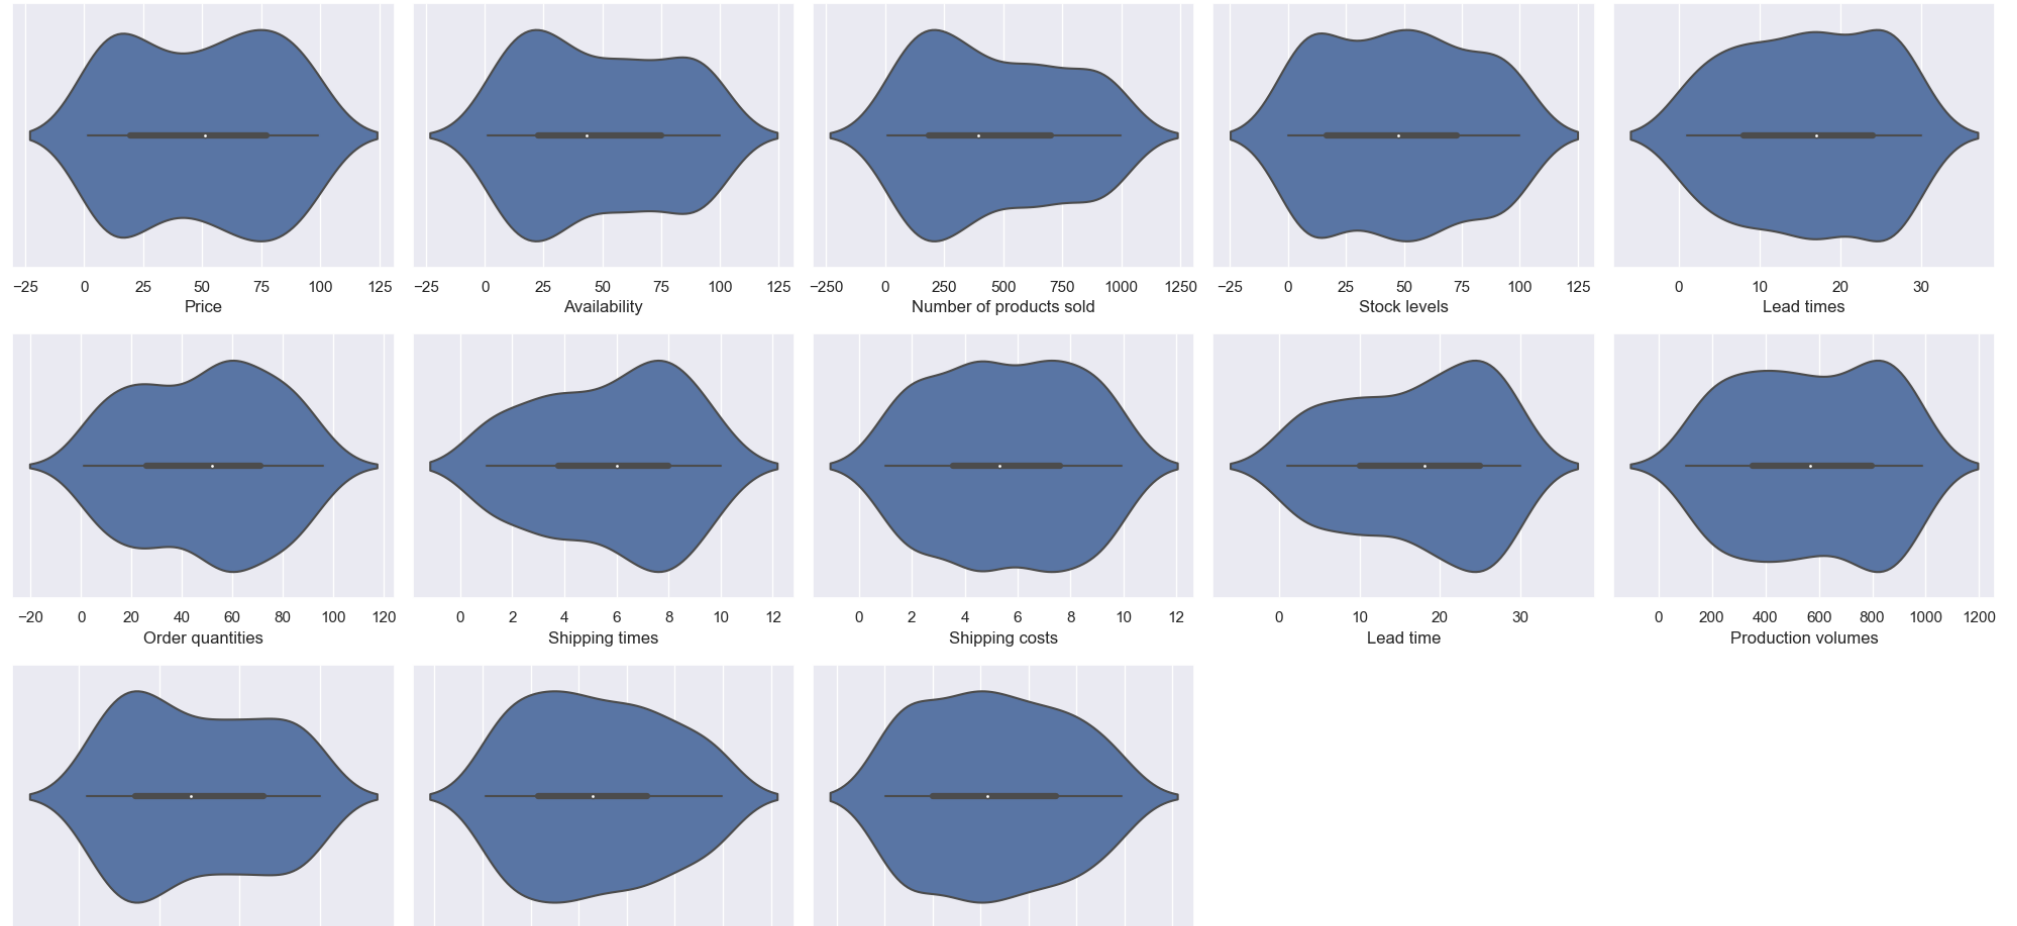 −25 0 25 50 75 100 125
Price
−25 0 25 50 75 100 125
Availability
−250 0 250 500 750 1000 1250
Number of products sold
−25 0 25 50 75 100 125
Stock levels
0 10 20 30
Lead times
−20 0 20 40 60 80 100 120
Order quantities
0 2 4 6 8 10 12
Shipping times
0 2 4 6 8 10 12
Shipping costs
0 10 20 30
Lead time
0 200 400 600 800 1000 1200
Production volumes